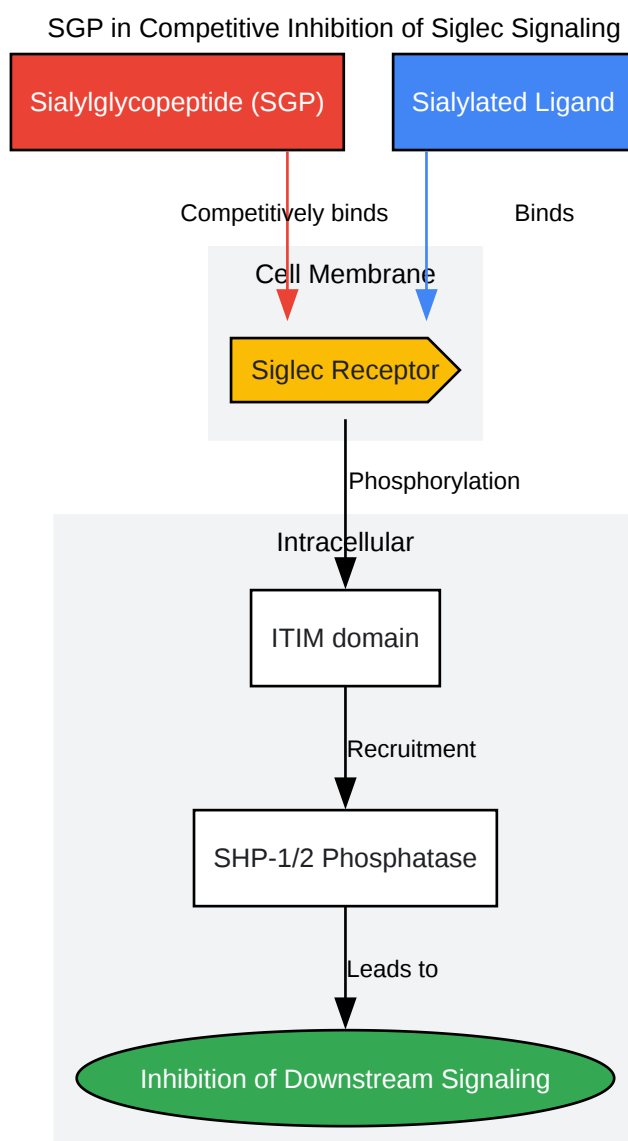 SGP in Competitive Inhibition of Siglec Signaling
Sialylglycopeptide (SGP)
Sialylated Ligand
Competitively binds
Binds
Cell Membrane
Siglec Receptor
Phosphorylation
Intracellular
ITIM domain
Recruitment
SHP-1/2 Phosphatase
Leads to
Inhibition of Downstream Signaling